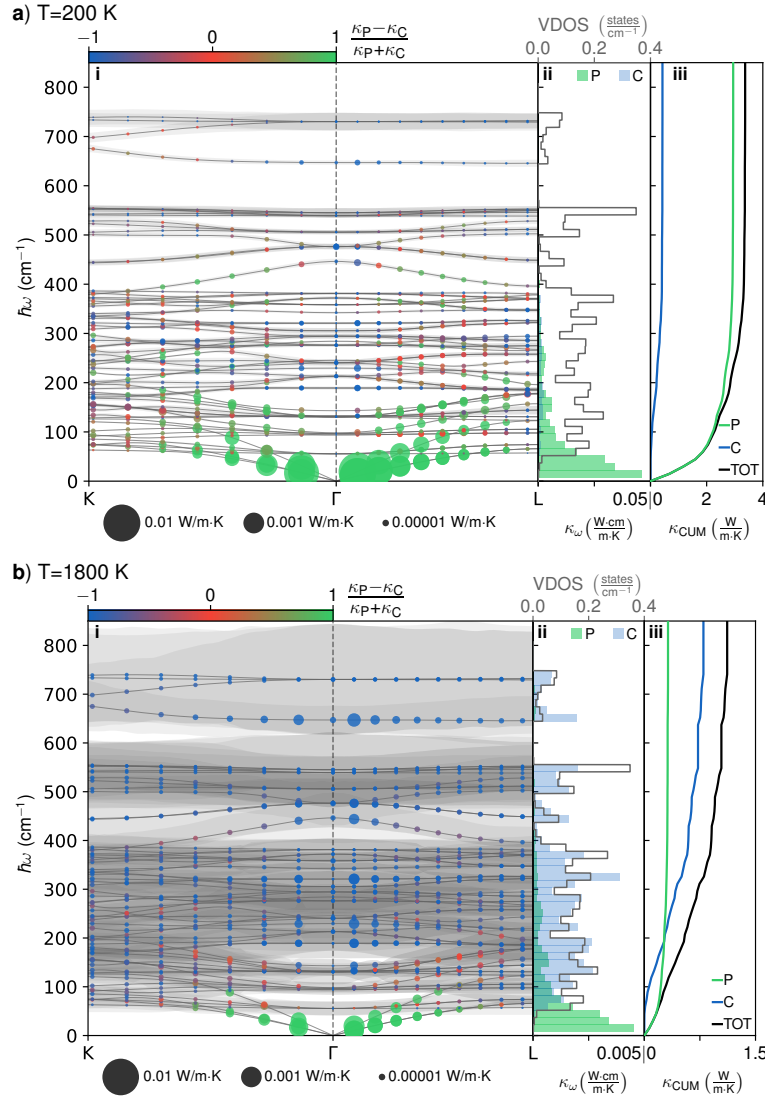 a) T=200 K
−1 0 1 κP−κC / κP+κC
VDOS (states / cm−1)
0.0 0.2 0.4
i ii P C iii
800
700
600
500
400
300
200
100
0
ℏω (cm−1)
P
C
TOT
K Γ L 0.05 0 2 4
0.01 W/m·K 0.001 W/m·K 0.00001 W/m·K
κω (W·cm / m·K) κCUM (W / m·K)
b) T=1800 K
−1 0 1 κP−κC / κP+κC
VDOS (states / cm−1)
0.0 0.2 0.4
i ii P C iii
800
700
600
500
400
300
200
100
0
ℏω (cm−1)
P
C
TOT
K Γ L 0.005 0 1.5
0.01 W/m·K 0.001 W/m·K 0.00001 W/m·K
κω (W·cm / m·K) κCUM (W / m·K)